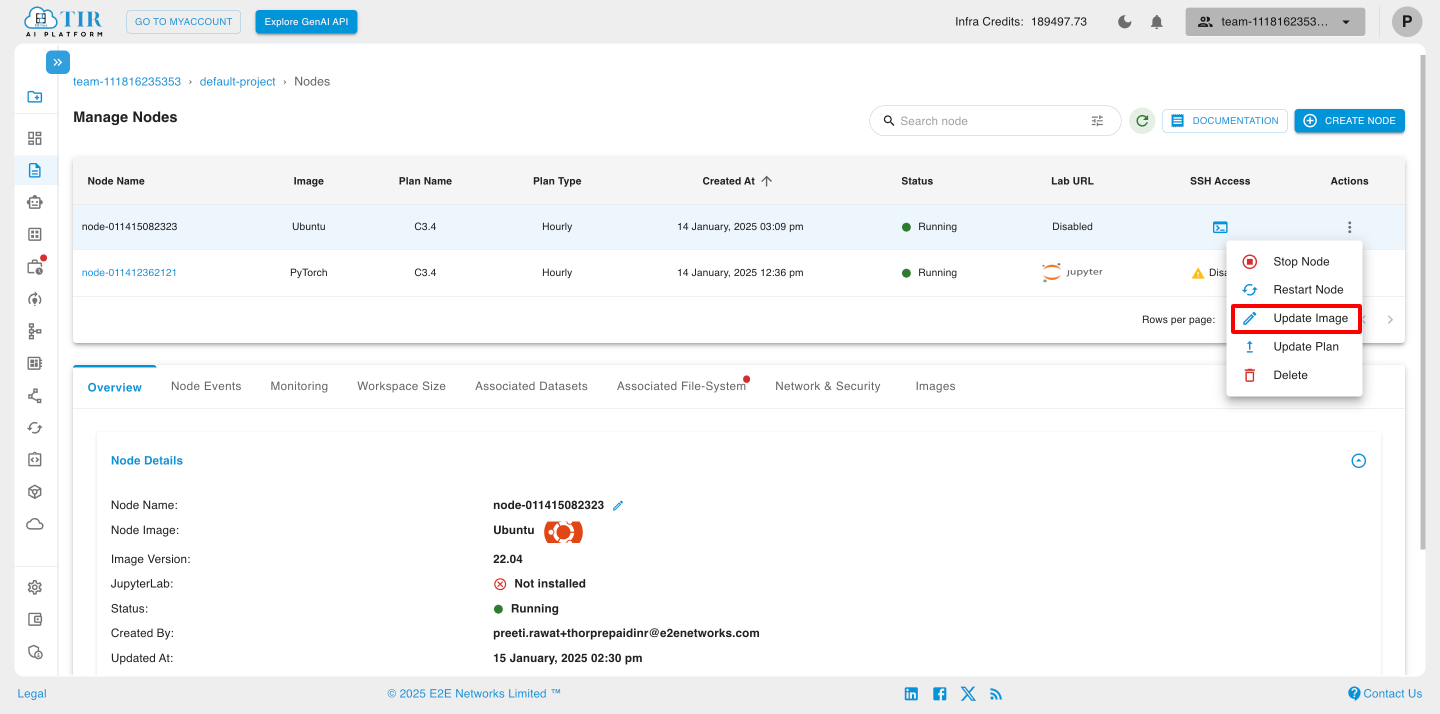 TIR
AI PLATFORM
GO TO MYACCOUNT
Explore GenAI API
Infra Credits: 189497.73
team-1118162353...
P
team-111816235353 › default-project › Nodes
Manage Nodes
Search node
DOCUMENTATION
CREATE NODE
Node Name Image Plan Name Plan Type Created At Status Lab URL SSH Access Actions
node-011415082323 Ubuntu C3.4 Hourly 14 January, 2025 03:09 pm Running Disabled
node-011412362121 PyTorch C3.4 Hourly 14 January, 2025 12:36 pm Running jupyter Disa
Rows per page:
Stop Node
Restart Node
Update Image
Update Plan
Delete
Overview Node Events Monitoring Workspace Size Associated Datasets Associated File-System Network & Security Images
Node Details
Node Name: node-011415082323
Node Image: Ubuntu
Image Version: 22.04
JupyterLab: Not installed
Status: Running
Created By: preeti.rawat+thorprepaidinr@e2enetworks.com
Updated At: 15 January, 2025 02:30 pm
Legal © 2025 E2E Networks Limited ™ Contact Us